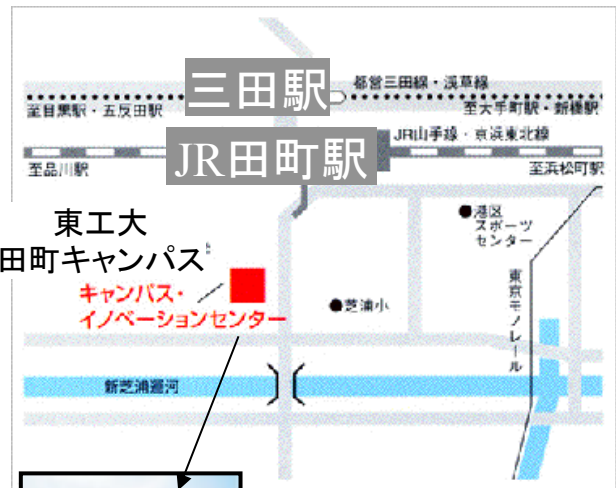 三田駅
都営三田線・浅草線
至目黒駅・五反田駅
至大手町駅・新橋駅
JR田町駅
JR山手線・京浜東北線
至品川駅
至浜松町駅
東工大
田町キャンパス
●港区
スポーツ
センター
キャンパス・
イノベーションセンター
●芝浦小
東京モノレール
新芝浦運河